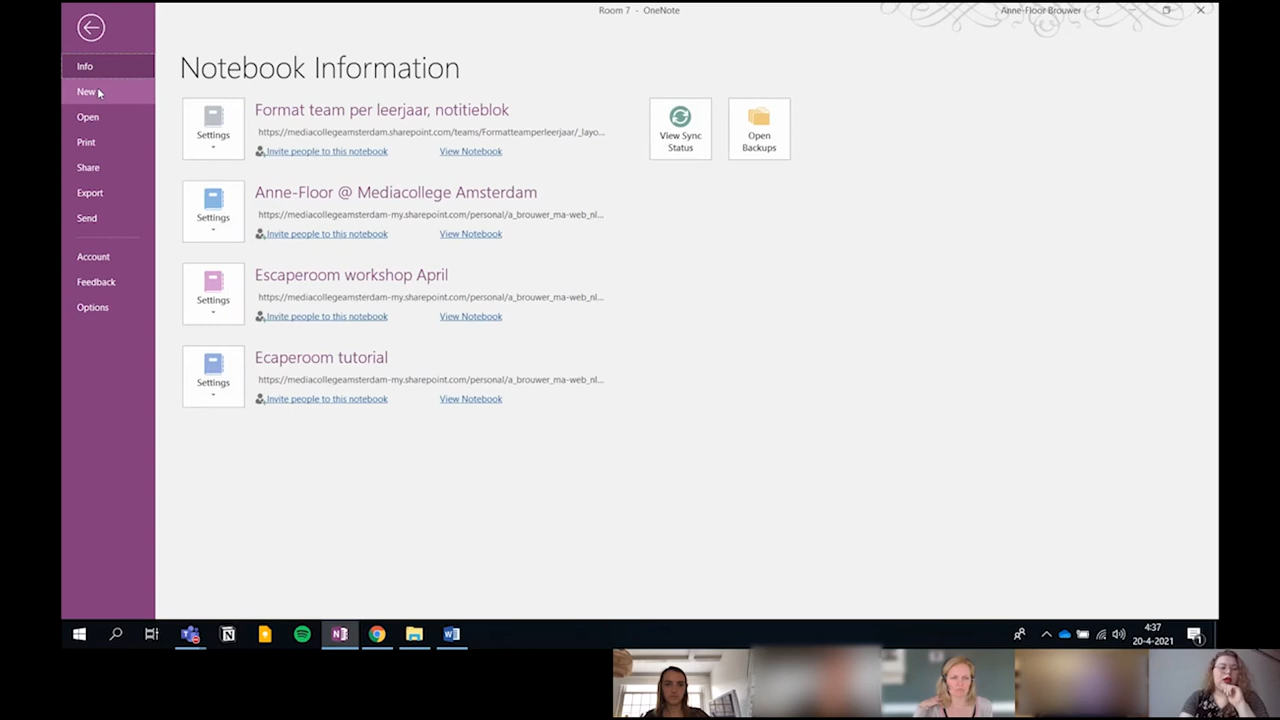 Room 7 - OneNote
Anne-Floor Brouwer ?
Info
New
Open
Print
Share
Export
Send
Account
Feedback
Options
Notebook Information
Settings
Format team per leerjaar, notitieblok
https://mediacollegeamsterdam.sharepoint.com/teams/Formatteamperleerjaar/_layo...
Invite people to this notebook View Notebook
View Sync Status
Open Backups
Settings
Anne-Floor @ Mediacollege Amsterdam
https://mediacollegeamsterdam-my.sharepoint.com/personal/a_brouwer_ma-web_nl...
Invite people to this notebook View Notebook
Settings
Escaperoom workshop April
https://mediacollegeamsterdam-my.sharepoint.com/personal/a_brouwer_ma-web_nl...
Invite people to this notebook View Notebook
Settings
Ecaperoom tutorial
https://mediacollegeamsterdam-my.sharepoint.com/personal/a_brouwer_ma-web_nl...
Invite people to this notebook View Notebook
4:37
20-4-2021